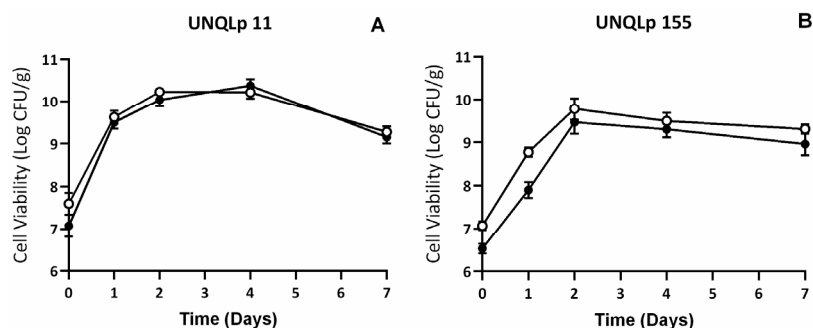 UNQLp 11
A
Cell Viability (Log CFU/g)
11
10
9
8
7
6
0 1 2 3 4 5 6 7
Time (Days)
UNQLp 155
B
Cell Viability (Log CFU/g)
11
10
9
8
7
6
0 1 2 3 4 5 6 7
Time (Days)